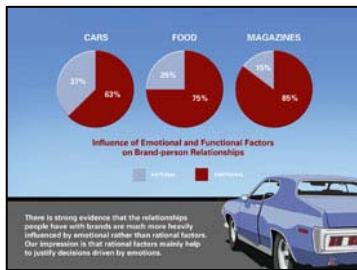 CARS FOOD MAGAZINES
37% 63% 25% 75% 15% 85%
Influence of Emotional and Functional Factors
on Brand-person Relationships
RATIONAL EMOTIONAL
There is strong evidence that the relationships
people have with brands are much more heavily
influenced by emotional rather than rational factors.
Our impression is that rational factors mainly help
to justify decisions driven by emotions.